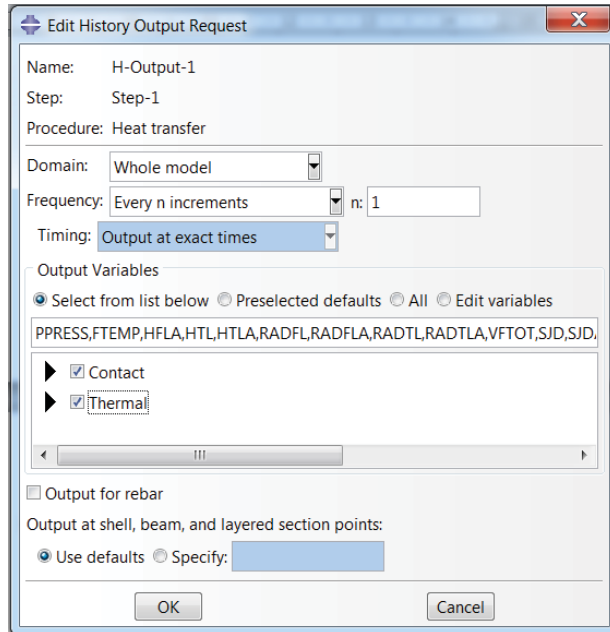 Edit History Output Request
Name: H-Output-1
Step: Step-1
Procedure: Heat transfer
Domain: Whole model
Frequency: Every n increments n: 1
Timing: Output at exact times
Output Variables
Select from list below Preselected defaults All Edit variables
PPRESS,FTEMP,HFLA,HTL,HTLA,RADFL,RADFLA,RADTL,RADTLA,VFTOT,SJD,SJD
Contact
Thermal
Output for rebar
Output at shell, beam, and layered section points:
Use defaults Specify:
OK Cancel